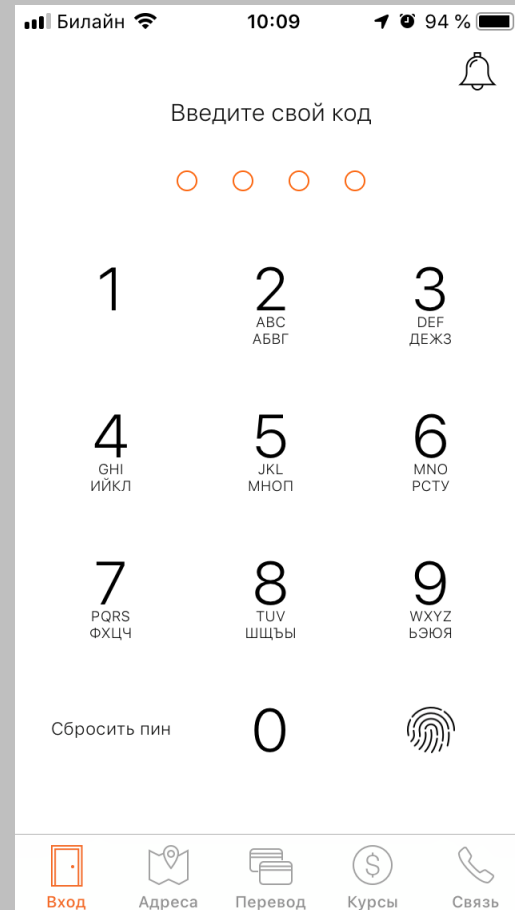 Билайн 10:09 94 %
Введите свой код
1 2 3
ABC DEF
АБВГ ДЕЖЗ
4 5 6
GHI JKL MNO
ИЙКЛ МНОП РСТУ
7 8 9
PQRS TUV WXYZ
ФХЦЧ ШЩЪЫ ЬЭЮЯ
Сбросить пин 0
$
Вход Адреса Перевод Курсы Связь